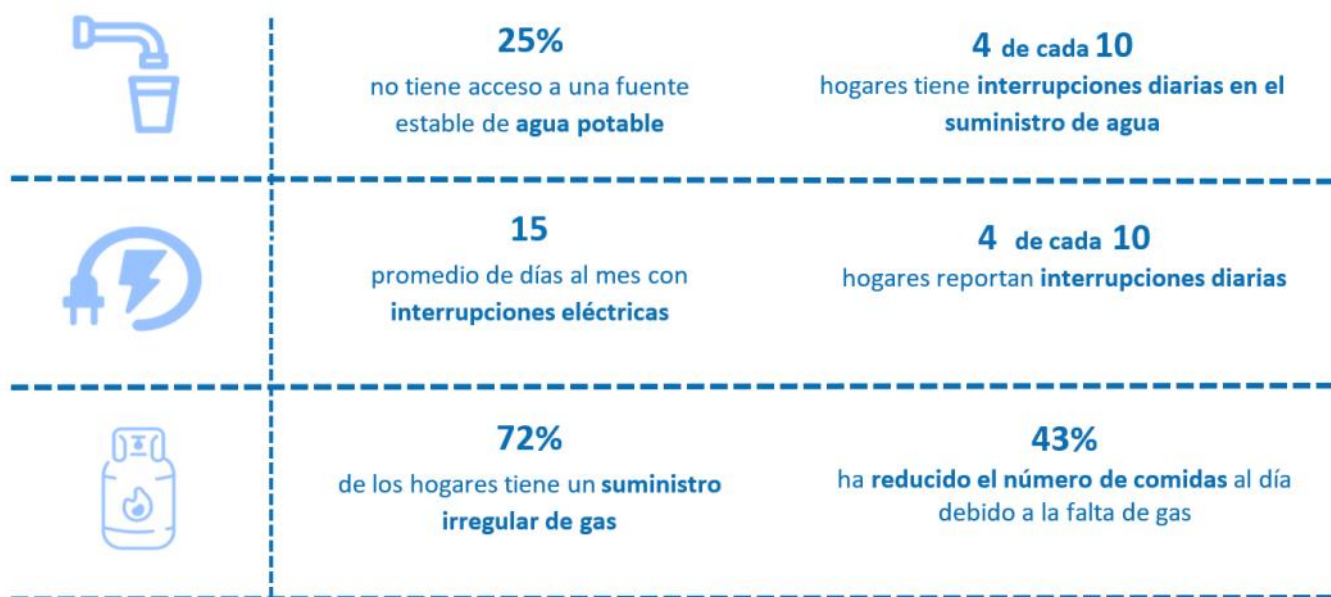 25%
no tiene acceso a una fuente
estable de agua potable
4 de cada 10
hogares tiene interrupciones diarias en el
suministro de agua
15
promedio de días al mes con
interrupciones eléctricas
4 de cada 10
hogares reportan interrupciones diarias
72%
de los hogares tiene un suministro
irregular de gas
43%
ha reducido el número de comidas al día
debido a la falta de gas